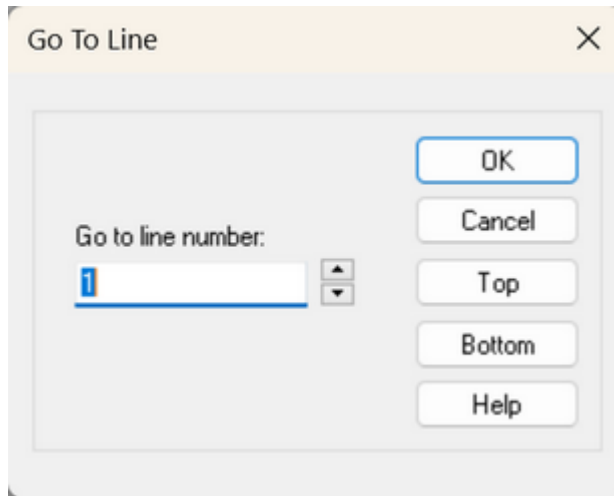 Go To Line
OK
Cancel
Go to line number:
1
Top
Bottom
Help